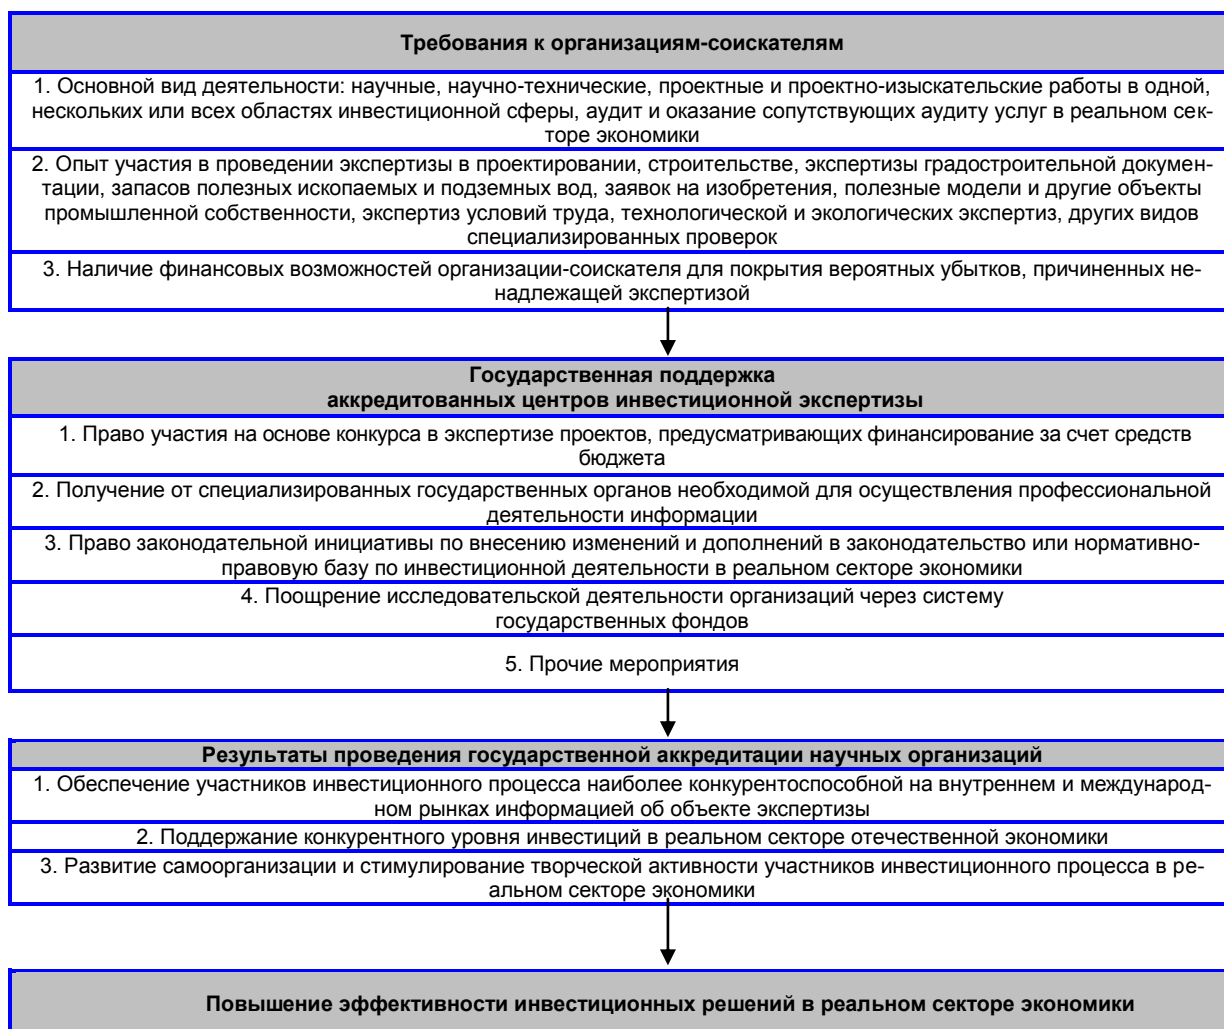 Требования к организациям-соискателям
1. Основной вид деятельности: научные, научно-технические, проектные и проектно-изыскательские работы в одной,
нескольких или всех областях инвестиционной сферы, аудит и оказание сопутствующих аудиту услуг в реальном сек-
торе экономики
2. Опыт участия в проведении экспертизы в проектировании, строительстве, экспертизы градостроительной докумен-
тации, запасов полезных ископаемых и подземных вод, заявок на изобретения, полезные модели и другие объекты
промышленной собственности, экспертиз условий труда, технологической и экологических экспертиз, других видов
специализированных проверок
3. Наличие финансовых возможностей организации-соискателя для покрытия вероятных убытков, причиненных не-
надлежащей экспертизой
Государственная поддержка
аккредитованных центров инвестиционной экспертизы
1. Право участия на основе конкурса в экспертизе проектов, предусматривающих финансирование за счет средств
бюджета
2. Получение от специализированных государственных органов необходимой для осуществления профессиональной
деятельности информации
3. Право законодательной инициативы по внесению изменений и дополнений в законодательство или нормативно-
правовую базу по инвестиционной деятельности в реальном секторе экономики
4. Поощрение исследовательской деятельности организаций через систему
государственных фондов
5. Прочие мероприятия
Результаты проведения государственной аккредитации научных организаций
1. Обеспечение участников инвестиционного процесса наиболее конкурентоспособной на внутреннем и международ-
ном рынках информацией об объекте экспертизы
2. Поддержание конкурентного уровня инвестиций в реальном секторе отечественной экономики
3. Развитие самоорганизации и стимулирование творческой активности участников инвестиционного процесса в ре-
альном секторе экономики
Повышение эффективности инвестиционных решений в реальном секторе экономики